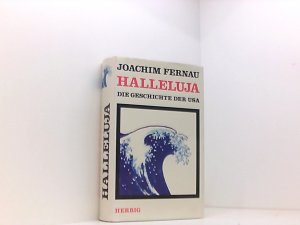 JOACHIM FERNAU
HALLELUJA
DIE GESCHICHTE DER USA
HERBIG
HALLELUJA